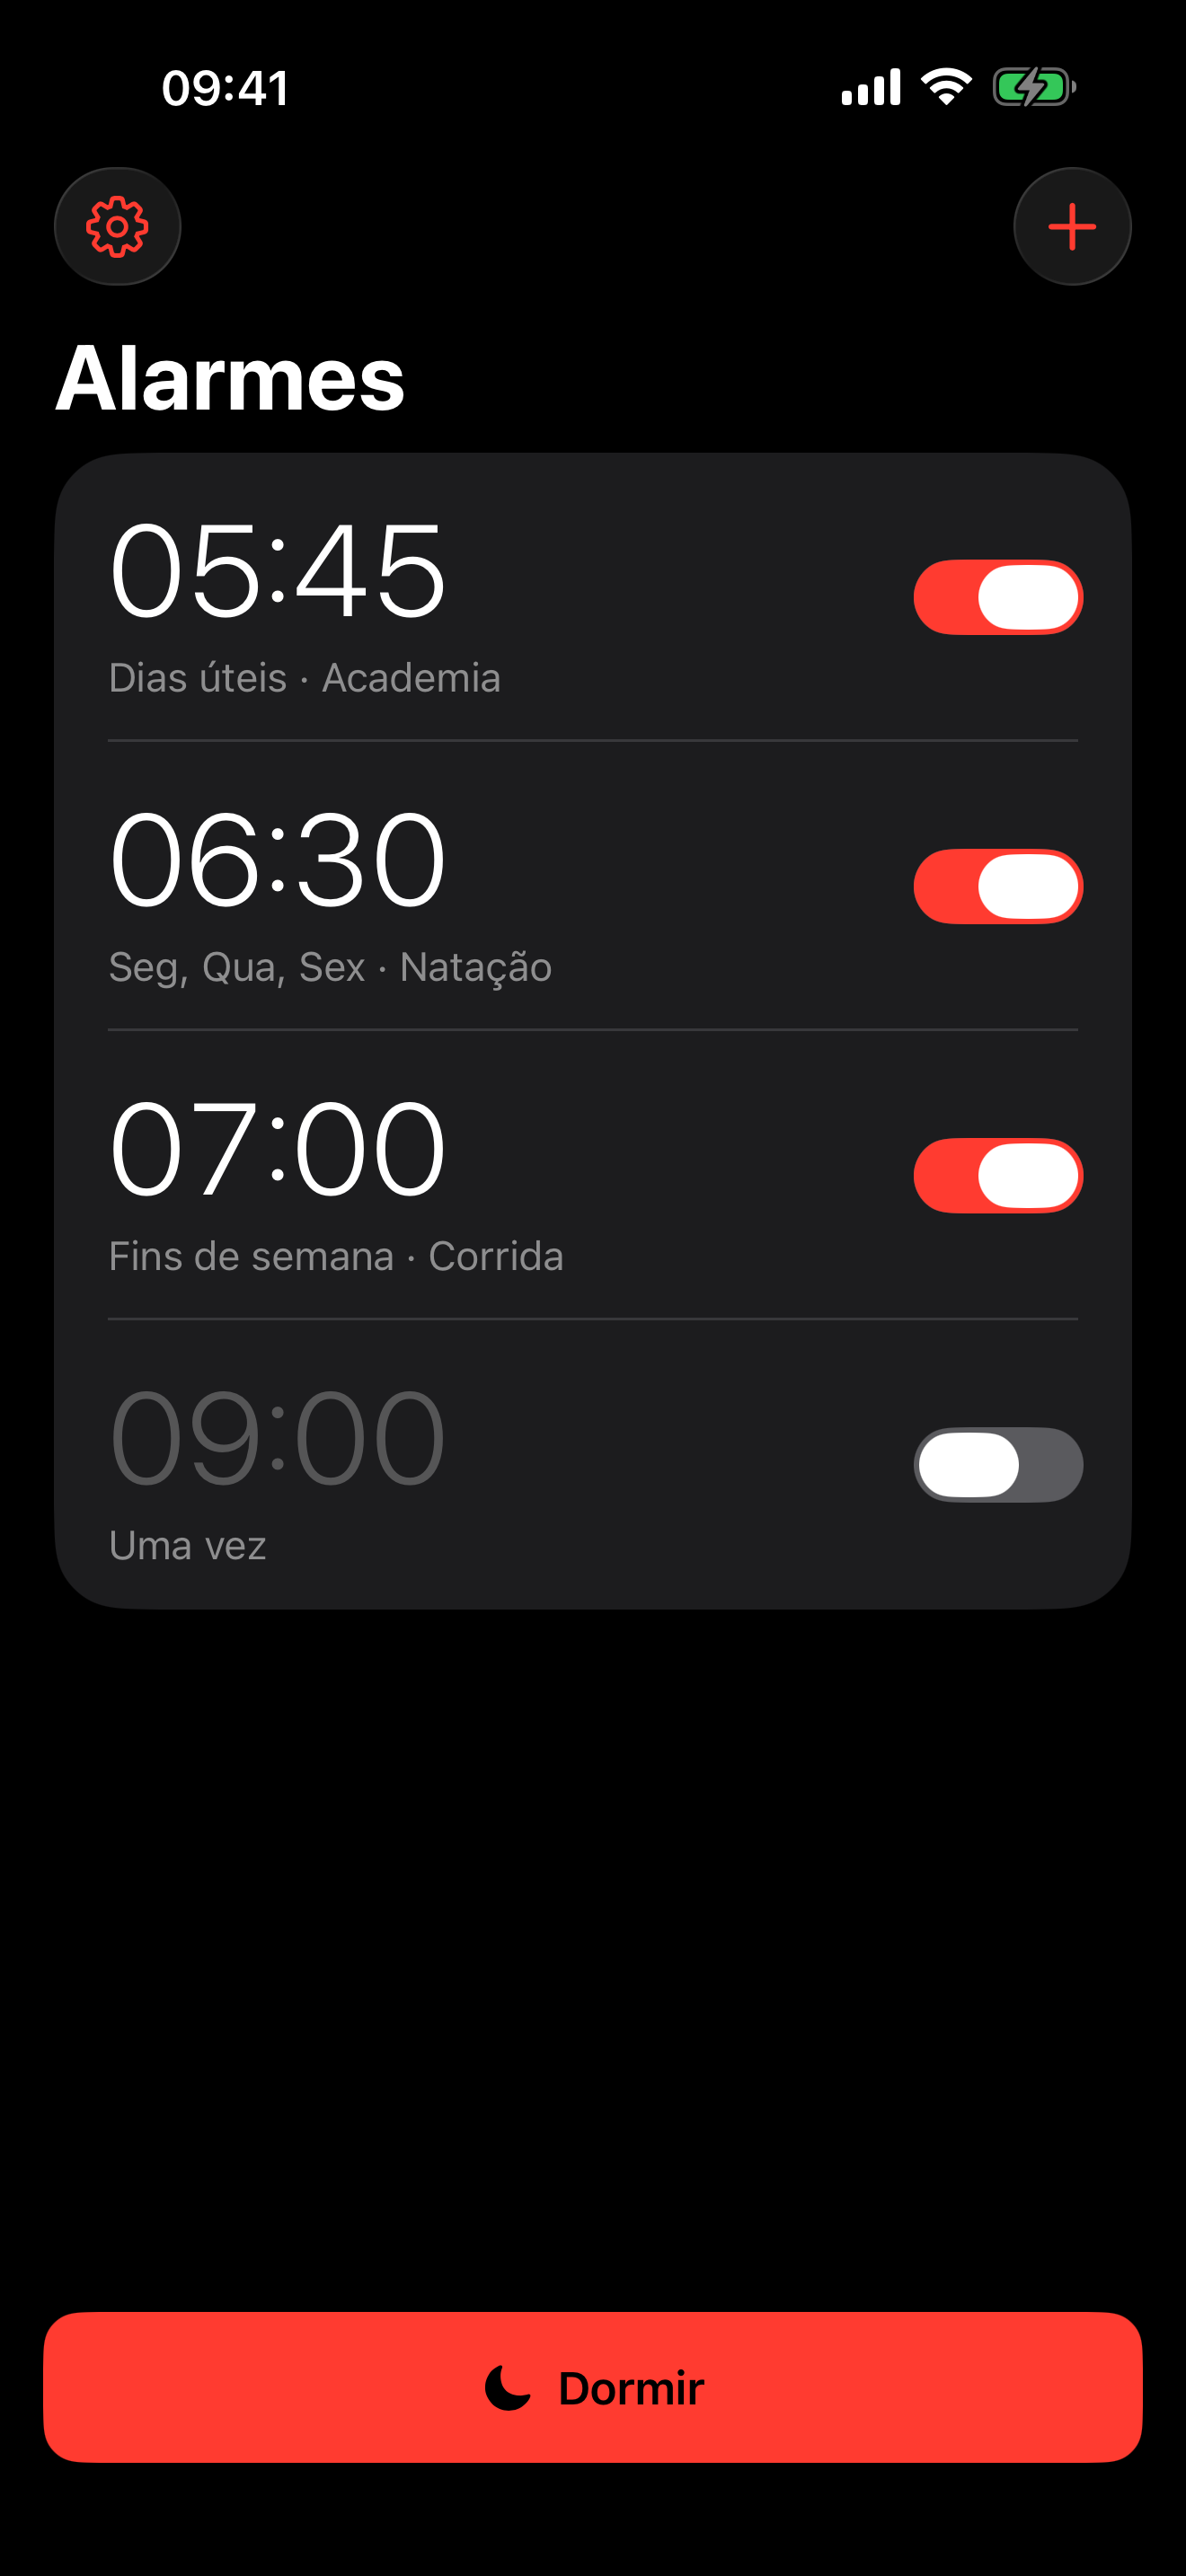 09:41
Alarmes
05:45
Dias úteis · Academia
06:30
Seg, Qua, Sex · Natação
07:00
Fins de semana · Corrida
09:00
Uma vez
Dormir